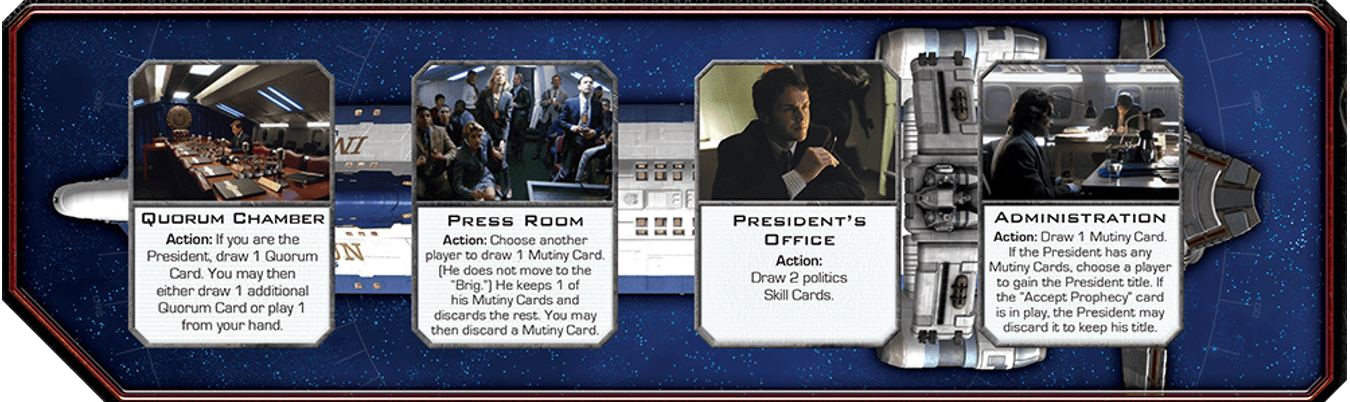 QUORUM CHAMBER
Action: If you are the
President, draw 1 Quorum
Card. You may then
either draw 1 additional
Quorum Card or play 1
from your hand.
PRESS ROOM
Action: Choose another
player to draw 1 Mutiny Card.
(He does not move to the
“Brig.”) He keeps 1 of
his Mutiny Cards and
discards the rest. You may
then discard a Mutiny Card.
PRESIDENT’S
OFFICE
Action:
Draw 2 politics
Skill Cards.
ADMINISTRATION
Action: Draw 1 Mutiny Card.
If the President has any
Mutiny Cards, choose a player
to gain the President title. If
the “Accept Prophecy” card
is in play, the President may
discard it to keep his title.